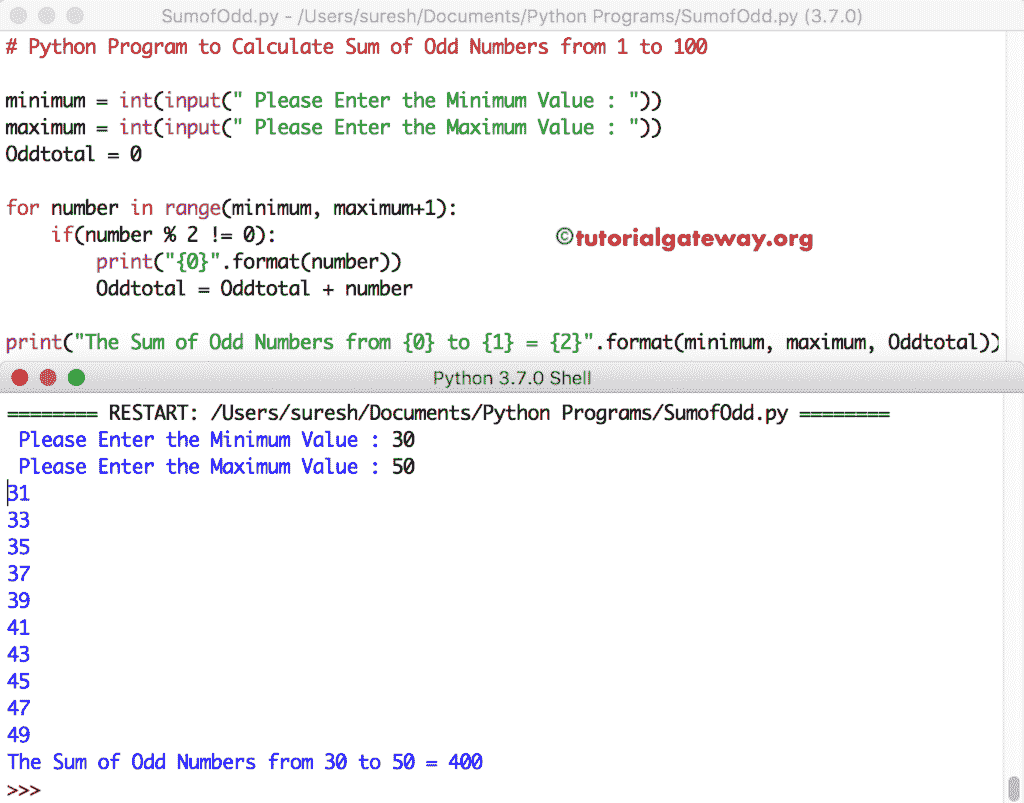 SumofOdd.py - /Users/suresh/Documents/Python Programs/SumofOdd.py (3.7.0)
# Python Program to Calculate Sum of Odd Numbers from 1 to 100

minimum = int(input(" Please Enter the Minimum Value : "))
maximum = int(input(" Please Enter the Maximum Value : "))
Oddtotal = 0

for number in range(minimum, maximum+1):
    if(number % 2 != 0):
©tutorialgateway.org
        print("{0}".format(number))
        Oddtotal = Oddtotal + number

print("The Sum of Odd Numbers from {0} to {1} = {2}".format(minimum, maximum, Oddtotal))
Python 3.7.0 Shell
======== RESTART: /Users/suresh/Documents/Python Programs/SumofOdd.py ========
 Please Enter the Minimum Value : 30
 Please Enter the Maximum Value : 50
31
33
35
37
39
41
43
45
47
49
The Sum of Odd Numbers from 30 to 50 = 400
>>>